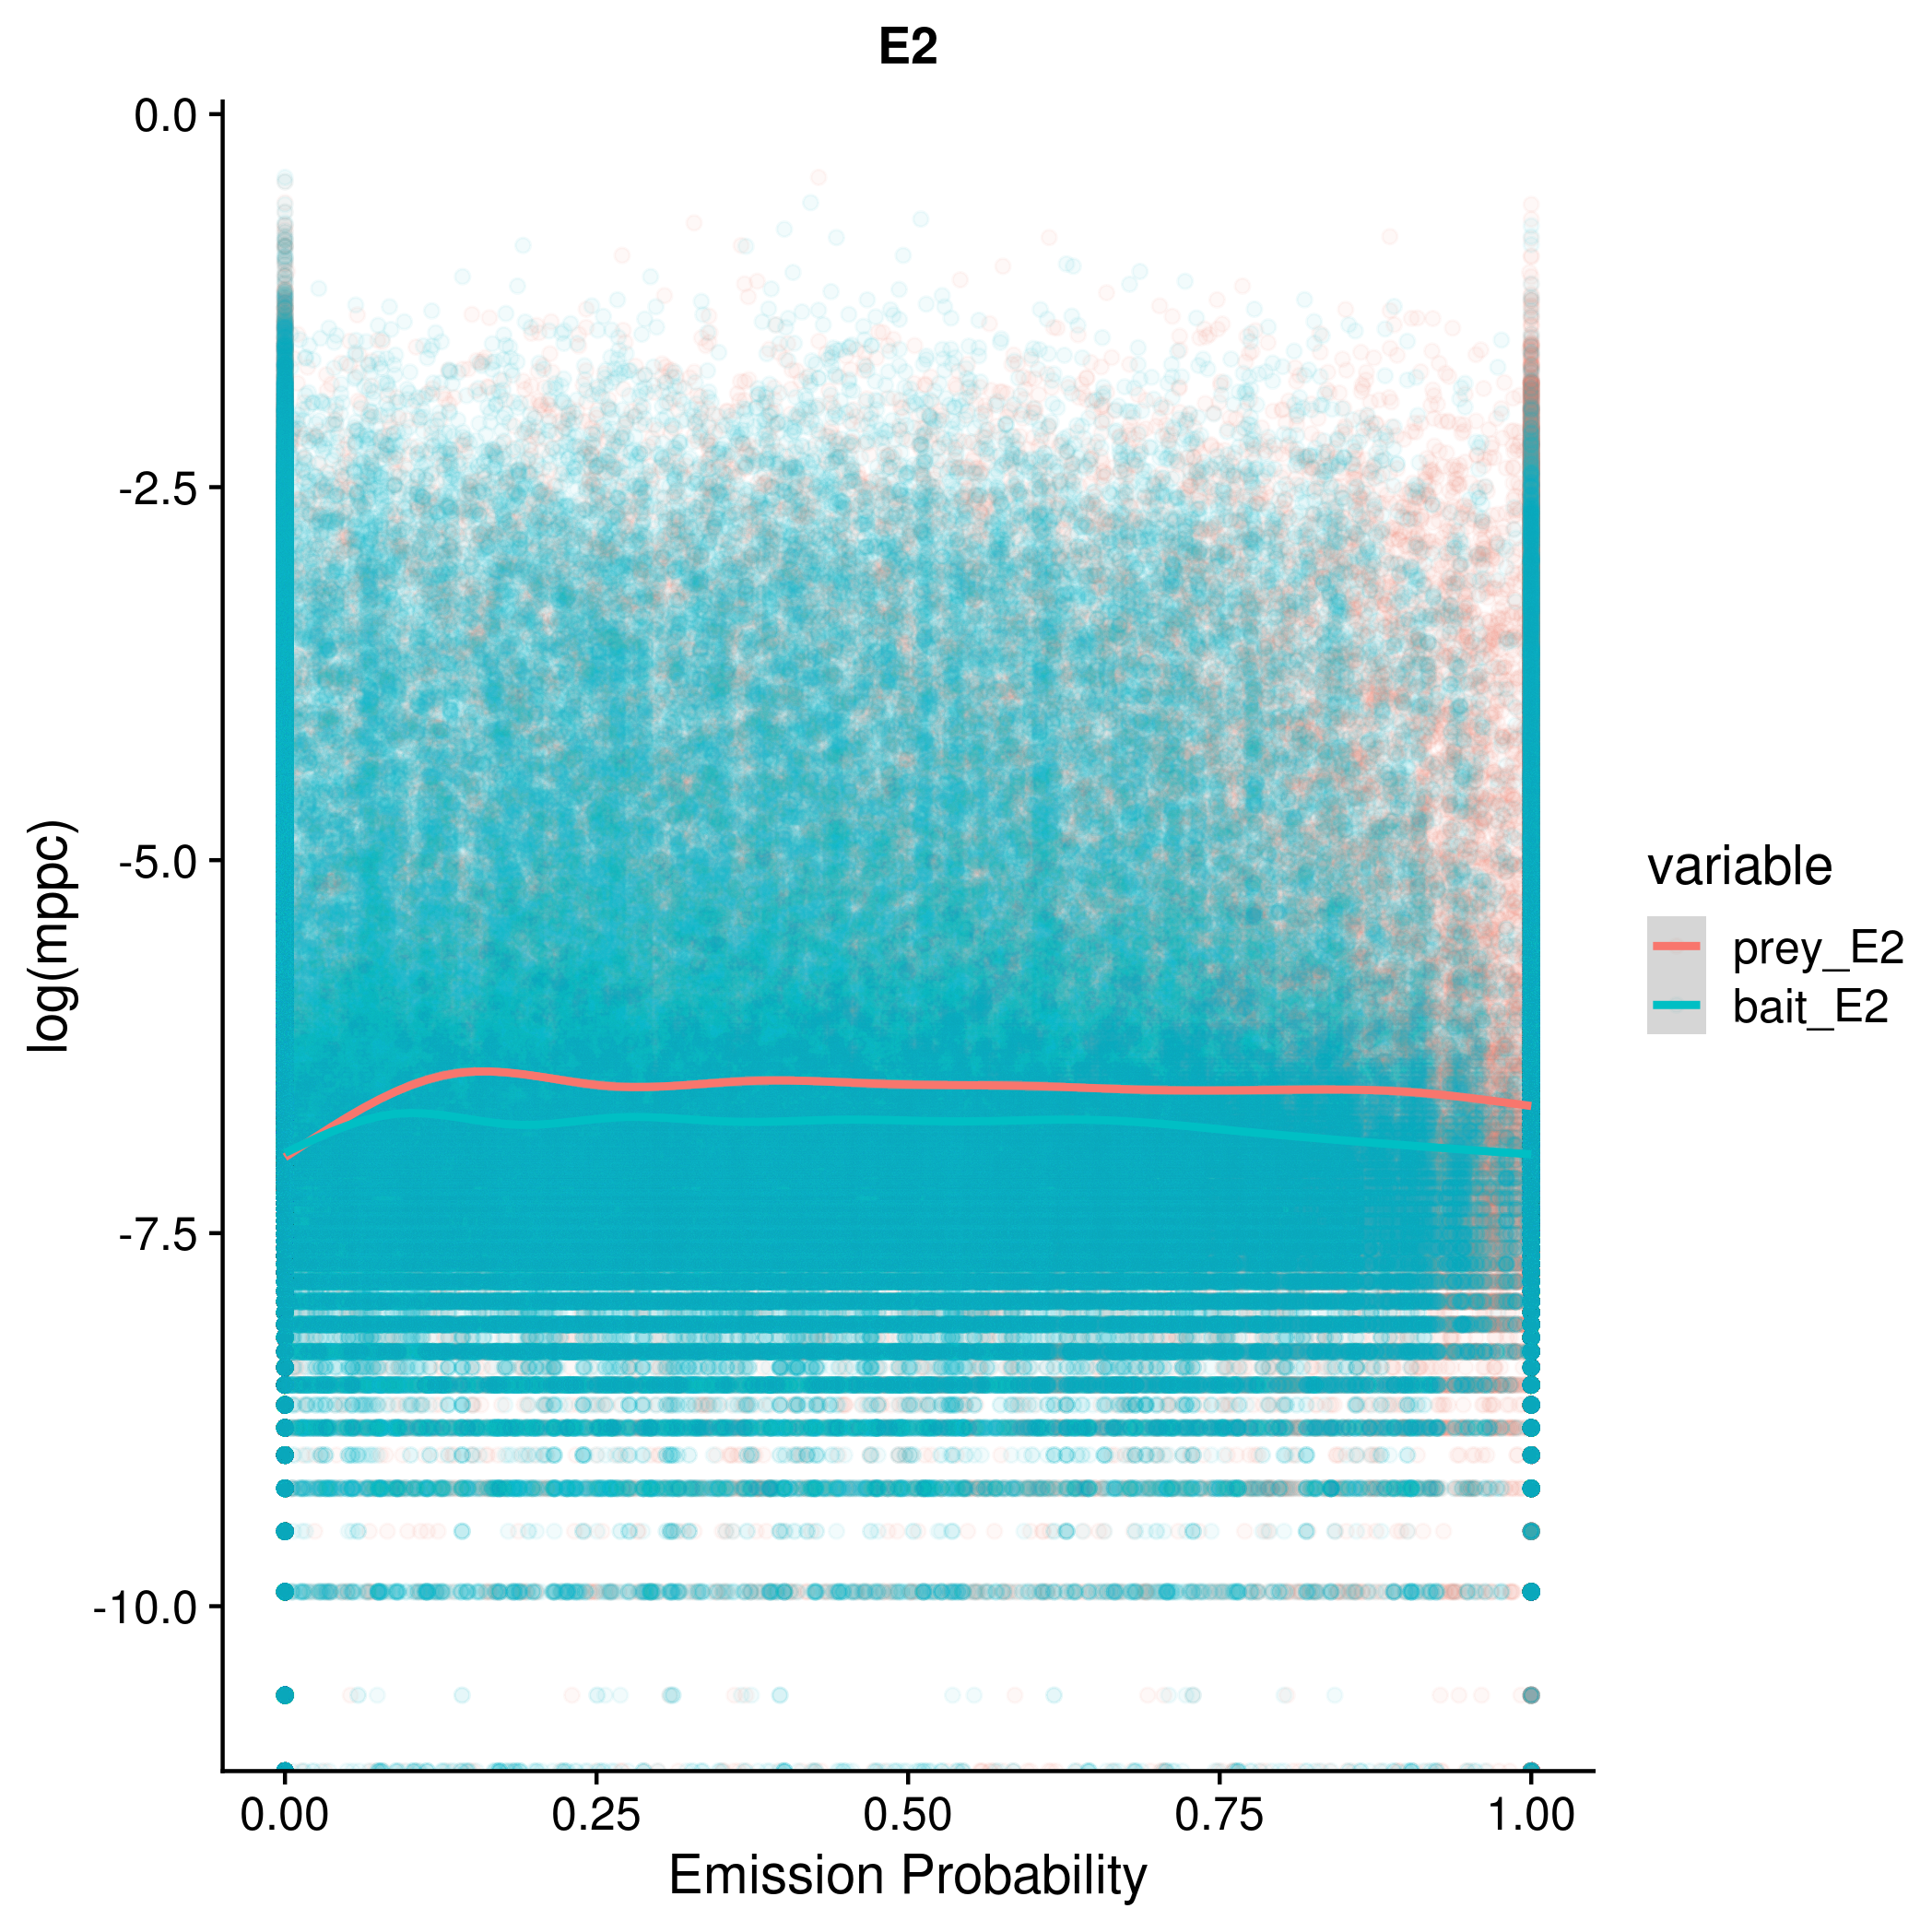 E2
0.0
-2.5
-5.0
-7.5
-10.0
log(mppc)
0.00 0.25 0.50 0.75 1.00
Emission Probability
variable
prey_E2
bait_E2